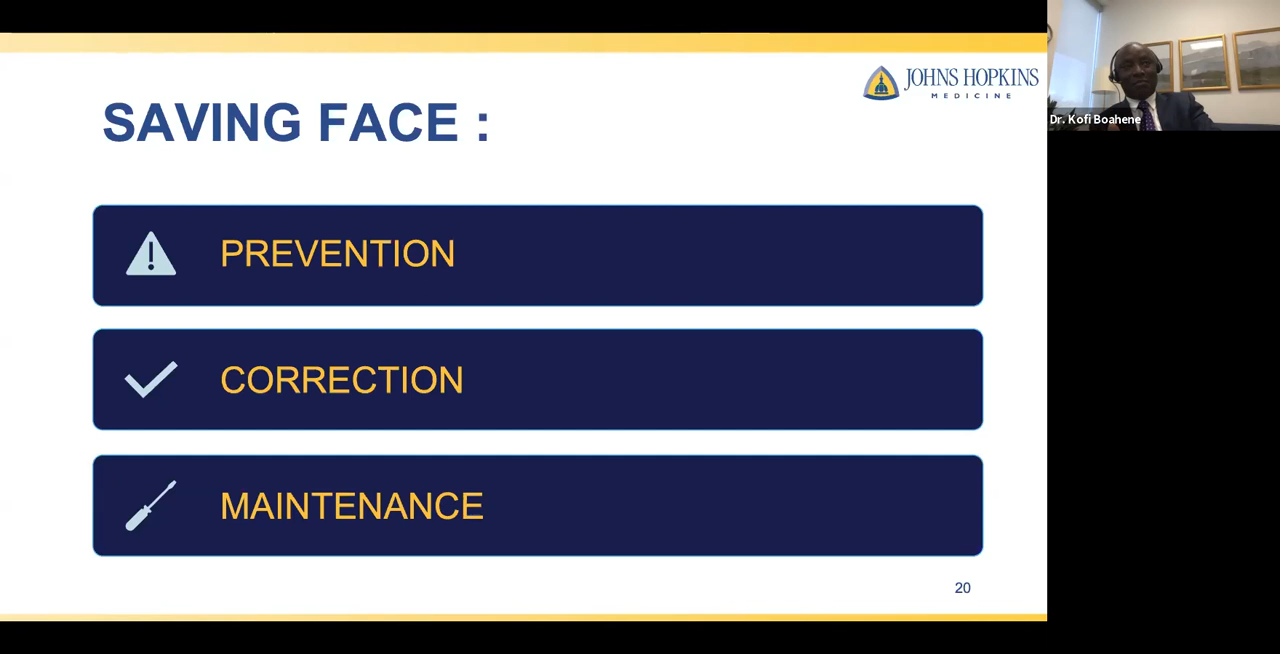 JOHNS HOPKINS
MEDICINE
Dr. Kofi Boahene
SAVING FACE :
PREVENTION
CORRECTION
MAINTENANCE
20